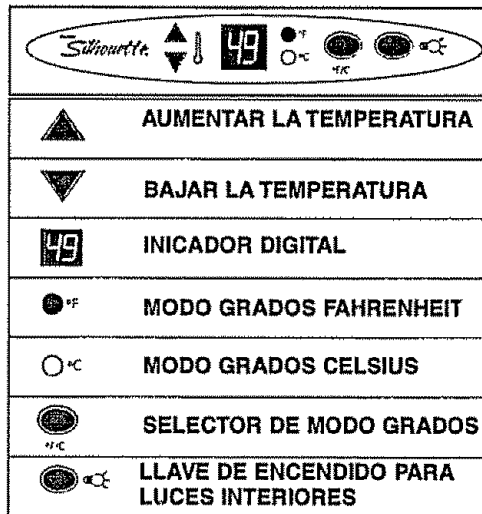 Silhouette 49 °F
°C
°F/°C
AUMENTAR LA TEMPERATURA
BAJAR LA TEMPERATURA
49 INICADOR DIGITAL
°F MODO GRADOS FAHRENHEIT
°C MODO GRADOS CELSIUS
SELECTOR DE MODO GRADOS
°F/°C
LLAVE DE ENCENDIDO PARA
LUCES INTERIORES